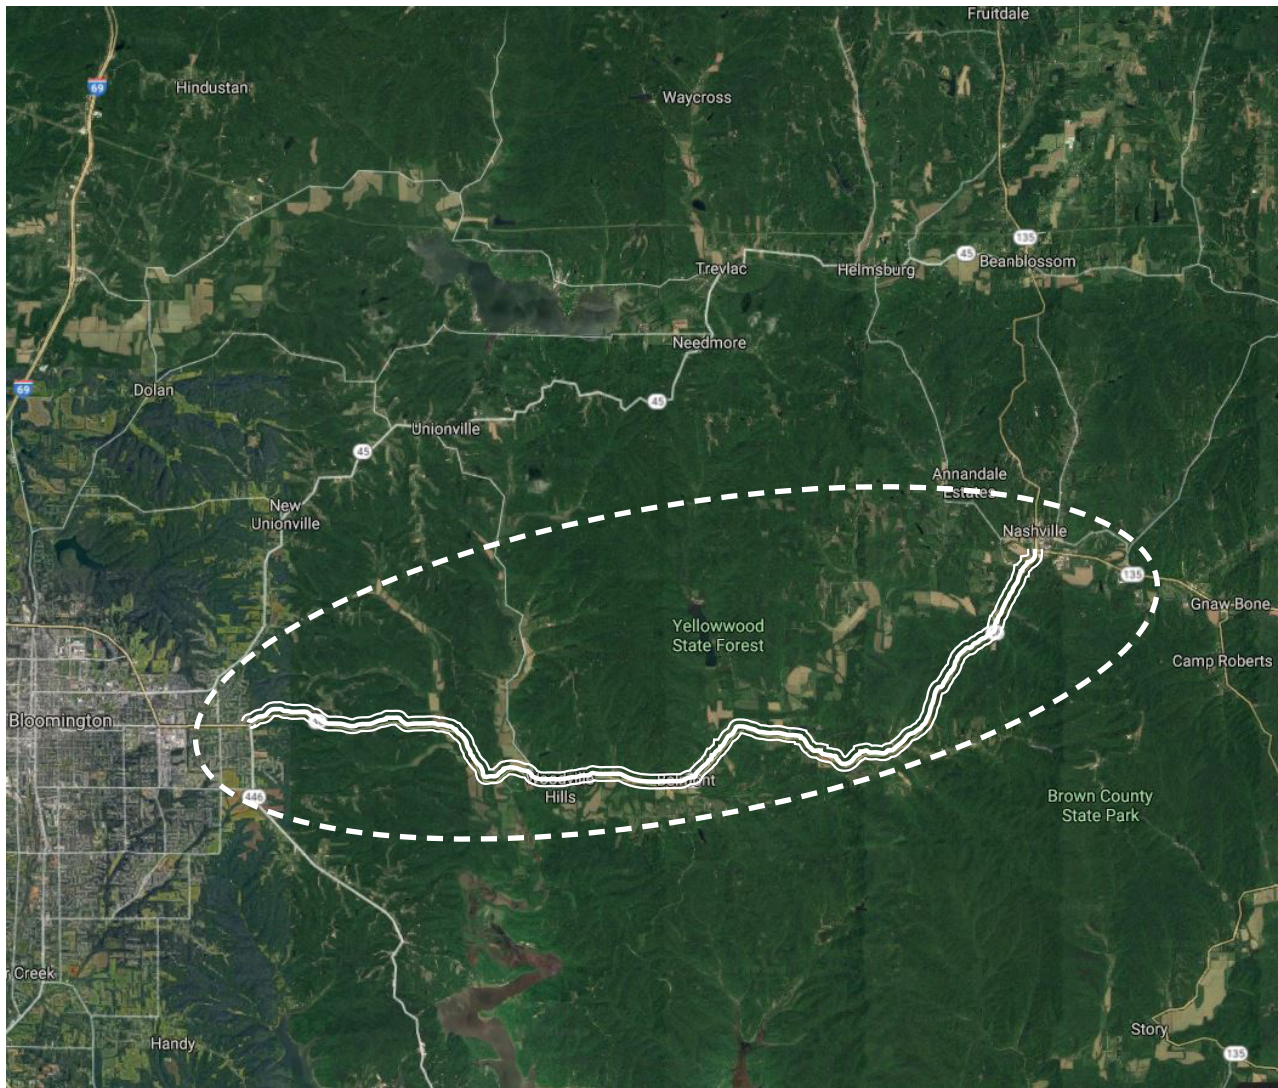 Fruitdale
69
Hindustan
Waycross
135
45
Beanblossom
Trevlac
Helmsburg
Needmore
69
Dolan
45
Unionville
45
Annandale
Estates
New
Unionville
Nashville
135
Gnaw Bone
Yellowwood
State Forest
Camp Roberts
Bloomington
Hills
446
Brown County
State Park
r Creek
Story
Handy
135